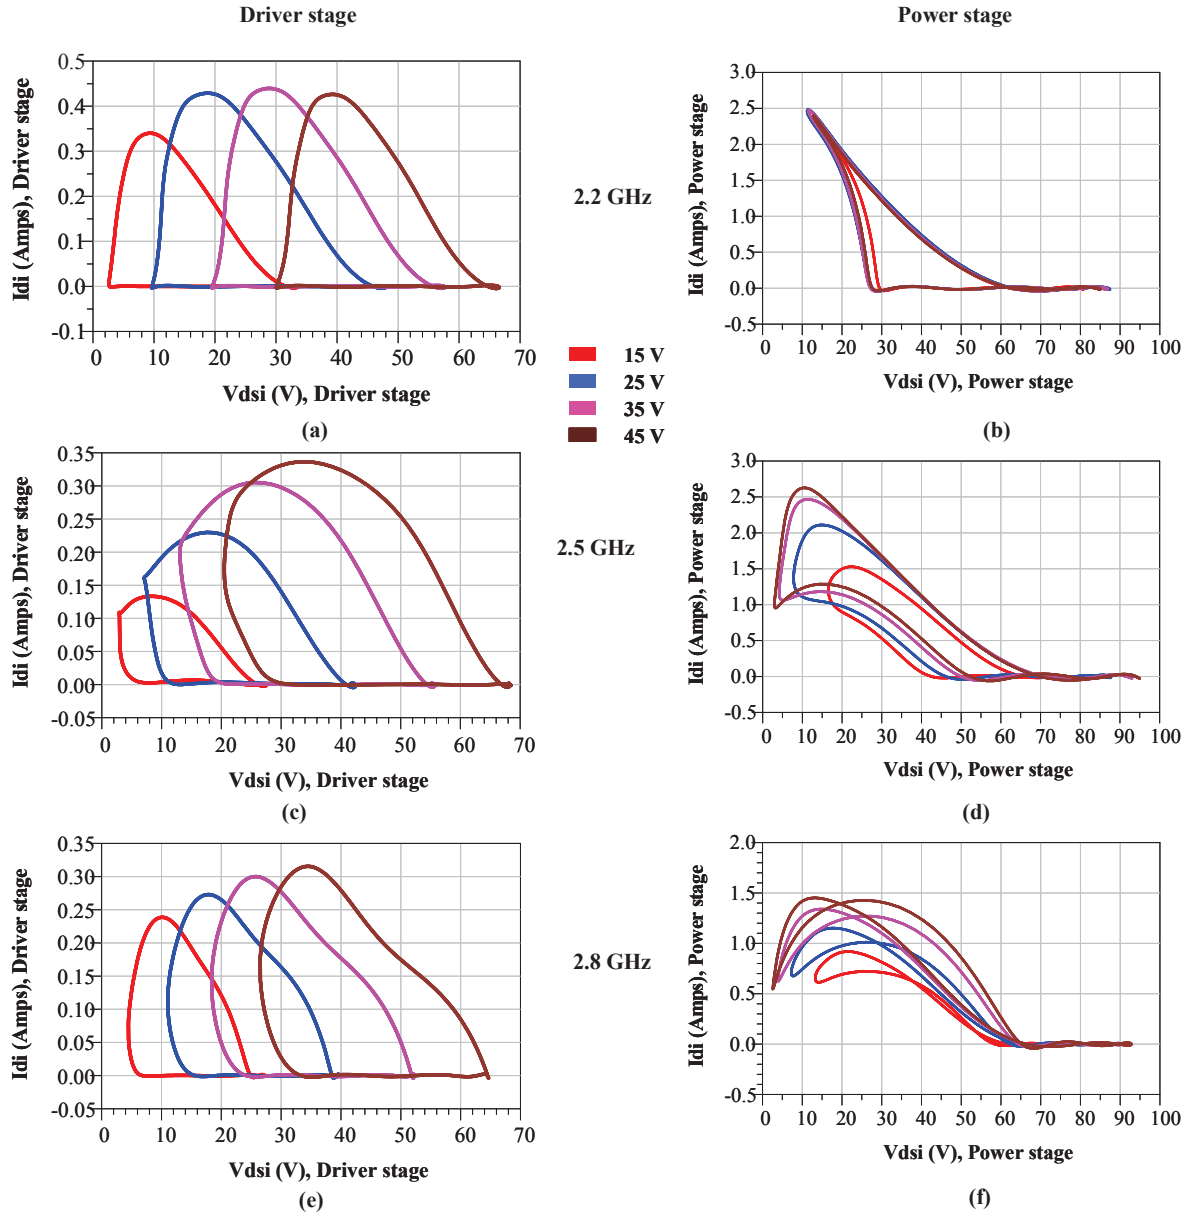 Driver stage
Power stage
0.5
0.4
0.3
0.2
0.1
0.0
-0.1
Idi (Amps), Driver stage
0 10 20 30 40 50 60 70
Vdsi (V), Driver stage
(a)
3.0
2.5
2.0
1.5
1.0
0.5
0.0
-0.5
Idi (Amps), Power stage
0 10 20 30 40 50 60 70 80 90 100
Vdsi (V), Power stage
(b)
2.2 GHz
15 V
25 V
35 V
45 V
0.35
0.30
0.25
0.20
0.15
0.10
0.05
0.00
-0.05
Idi (Amps), Driver stage
0 10 20 30 40 50 60 70
Vdsi (V), Driver stage
(c)
2.5 GHz
3.0
2.5
2.0
1.5
1.0
0.5
0.0
-0.5
Idi (Amps), Power stage
0 10 20 30 40 50 60 70 80 90 100
Vdsi (V), Power stage
(d)
0.35
0.30
0.25
0.20
0.15
0.10
0.05
0.00
-0.05
Idi (Amps), Driver stage
0 10 20 30 40 50 60 70
Vdsi (V), Driver stage
(e)
2.8 GHz
2.0
1.5
1.0
0.5
0.0
-0.5
Idi (Amps), Power stage
0 10 20 30 40 50 60 70 80 90 100
Vdsi (V), Power stage
(f)